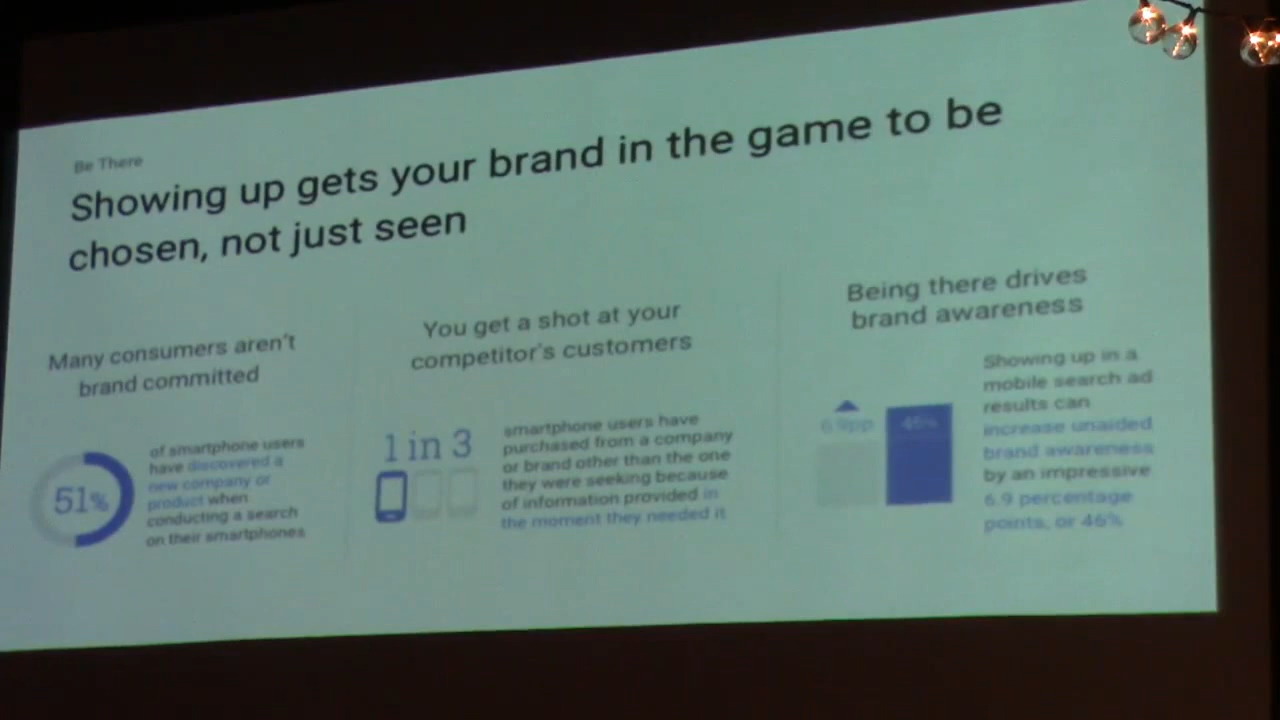 Be There
Showing up gets your brand in the game to be
chosen, not just seen
Many consumers aren't
brand committed
51%
of smartphone users
have discovered a
new company or
product when
conducting a search
on their smartphones
You get a shot at your
competitor's customers
1 in 3
smartphone users have
purchased from a company
or brand other than the one
they were seeking because
of information provided in
the moment they needed it
Being there drives
brand awareness
6.9pp
46%
Showing up in a
mobile search ad
results can
increase unaided
brand awareness
by an impressive
6.9 percentage
points, or 46%